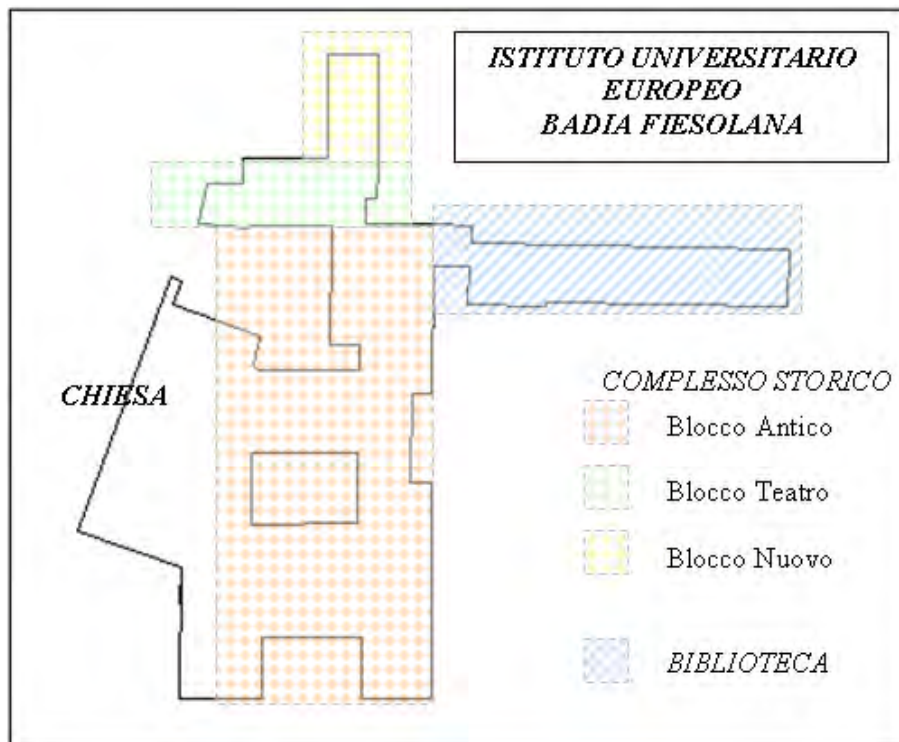 ISTITUTO UNIVERSITARIO
EUROPEO
BADIA FIESOLANA
CHIESA
COMPLESSO STORICO
Blocco Antico
Blocco Teatro
Blocco Nuovo
BIBLIOTECA